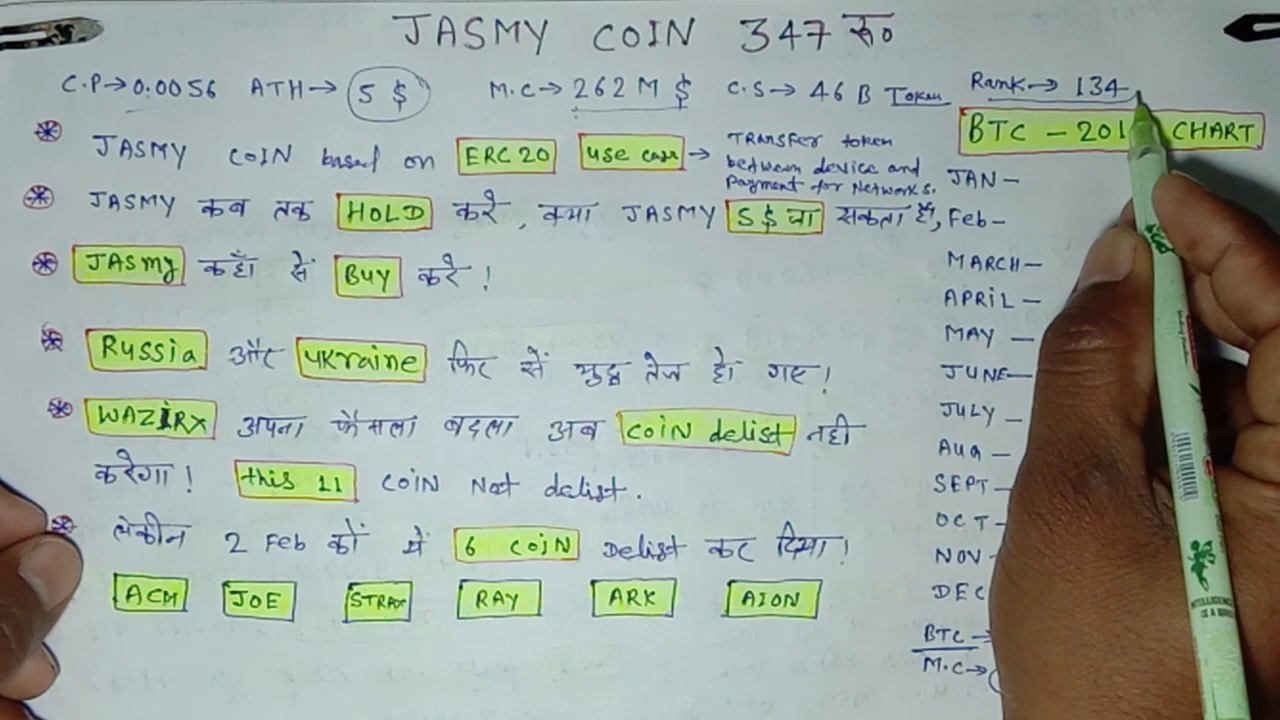 JASMY COIN 347 रू०
C.P→0.0056 ATH→ 5 $ M.C→ 262 M $ C.S→ 46 B Token Rank→ 134
BTC - 201 CHART
JASMY COIN based on ERC20 use case → TRANSFER token
between device and
Payment for Networks.
JASMY कब तक HOLD करे, क्या JASMY 5$ जा सकता हैं,
JASMY कहाँ से BUY करे !
Russia और UKraine फिर से युद्ध तेज हो गए!
WAZIRX अपना फैसला बदला अब COIN delist नही
करेगा! this 11 COIN Not delist.
लेकीन 2 Feb को ये 6 COIN Delist कर दिया!
ACM JOE STRAX RAY ARK AION
JAN -
Feb -
MARCH -
APRIL -
MAY -
JUNE -
JULY -
Aug -
SEPT -
OCT -
NOV -
DEC
BTC →
M.C →
INTELLIGENCE
IS A